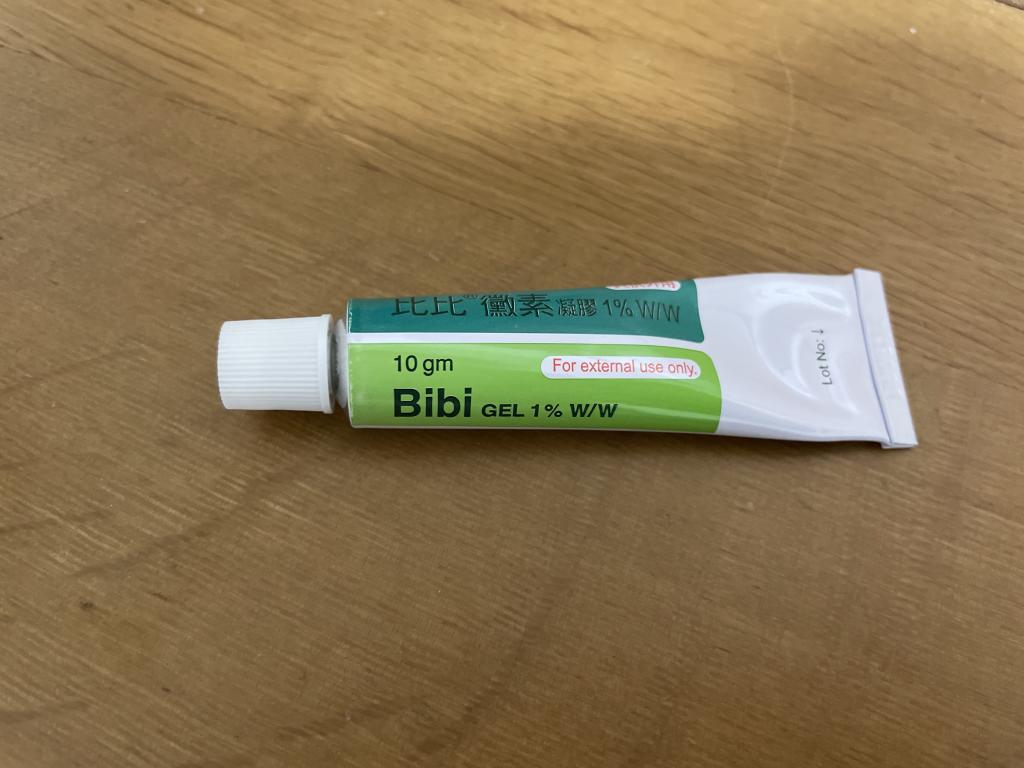 比比® 黴素凝膠 1% W/W
10 gm
For external use only.
Bibi GEL 1% W/W
Lot No: ↓